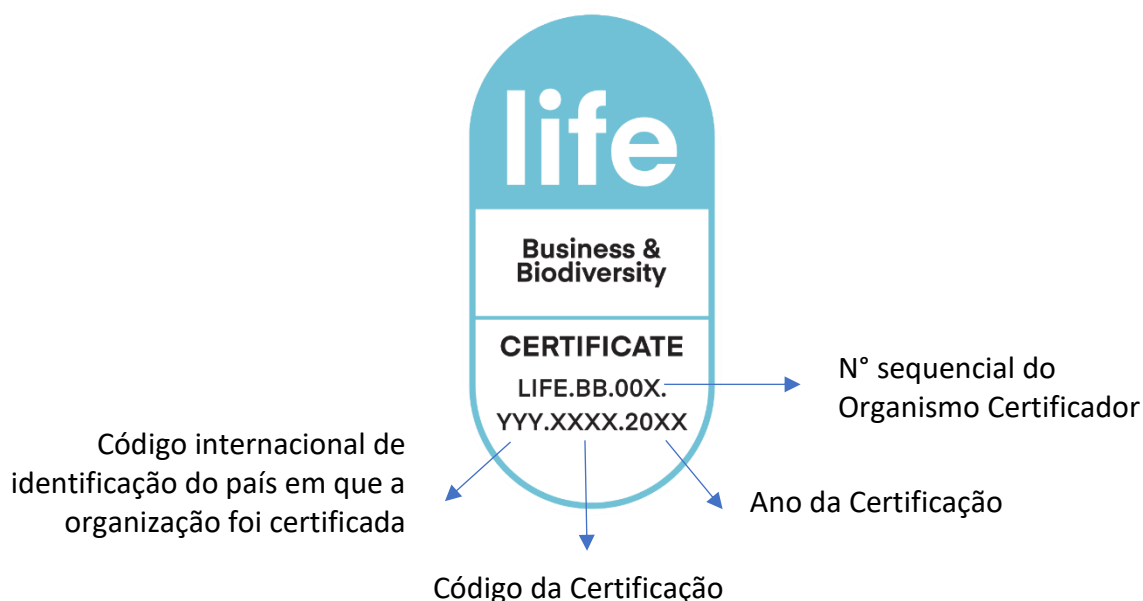 life
Business &
Biodiversity
CERTIFICATE
LIFE.BB.00X.
YYY.XXXX.20XX
N° sequencial do
Organismo Certificador
Código internacional de
identificação do país em que a
organização foi certificada
Ano da Certificação
Código da Certificação